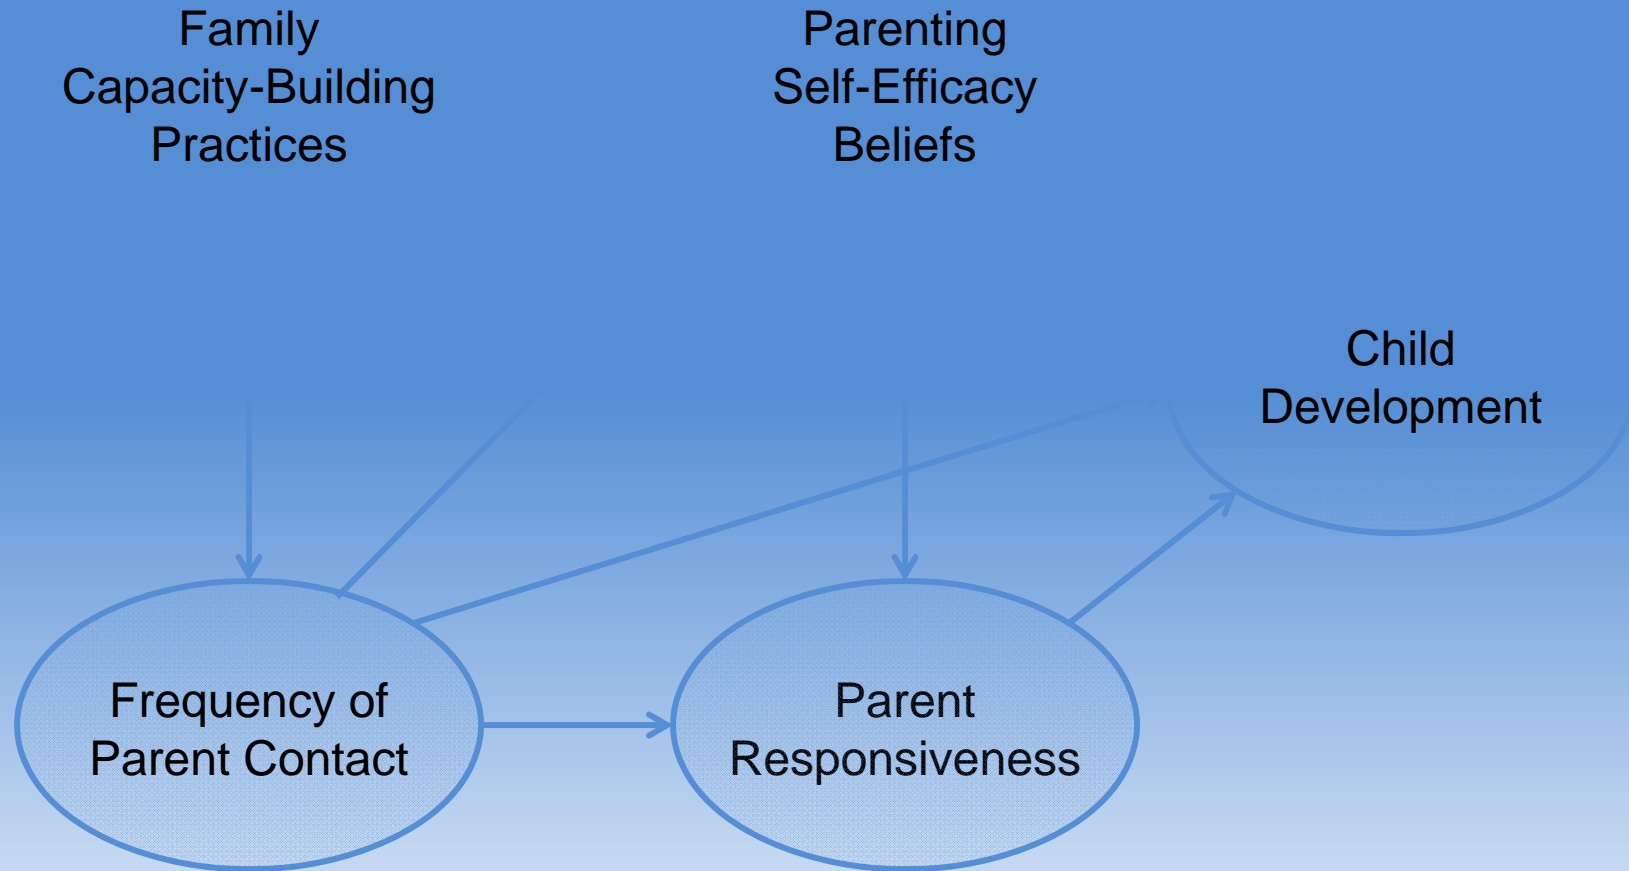 Family
Capacity-Building
Practices
Parenting
Self-Efficacy
Beliefs
Child
Development
Frequency of
Parent Contact
Parent
Responsiveness